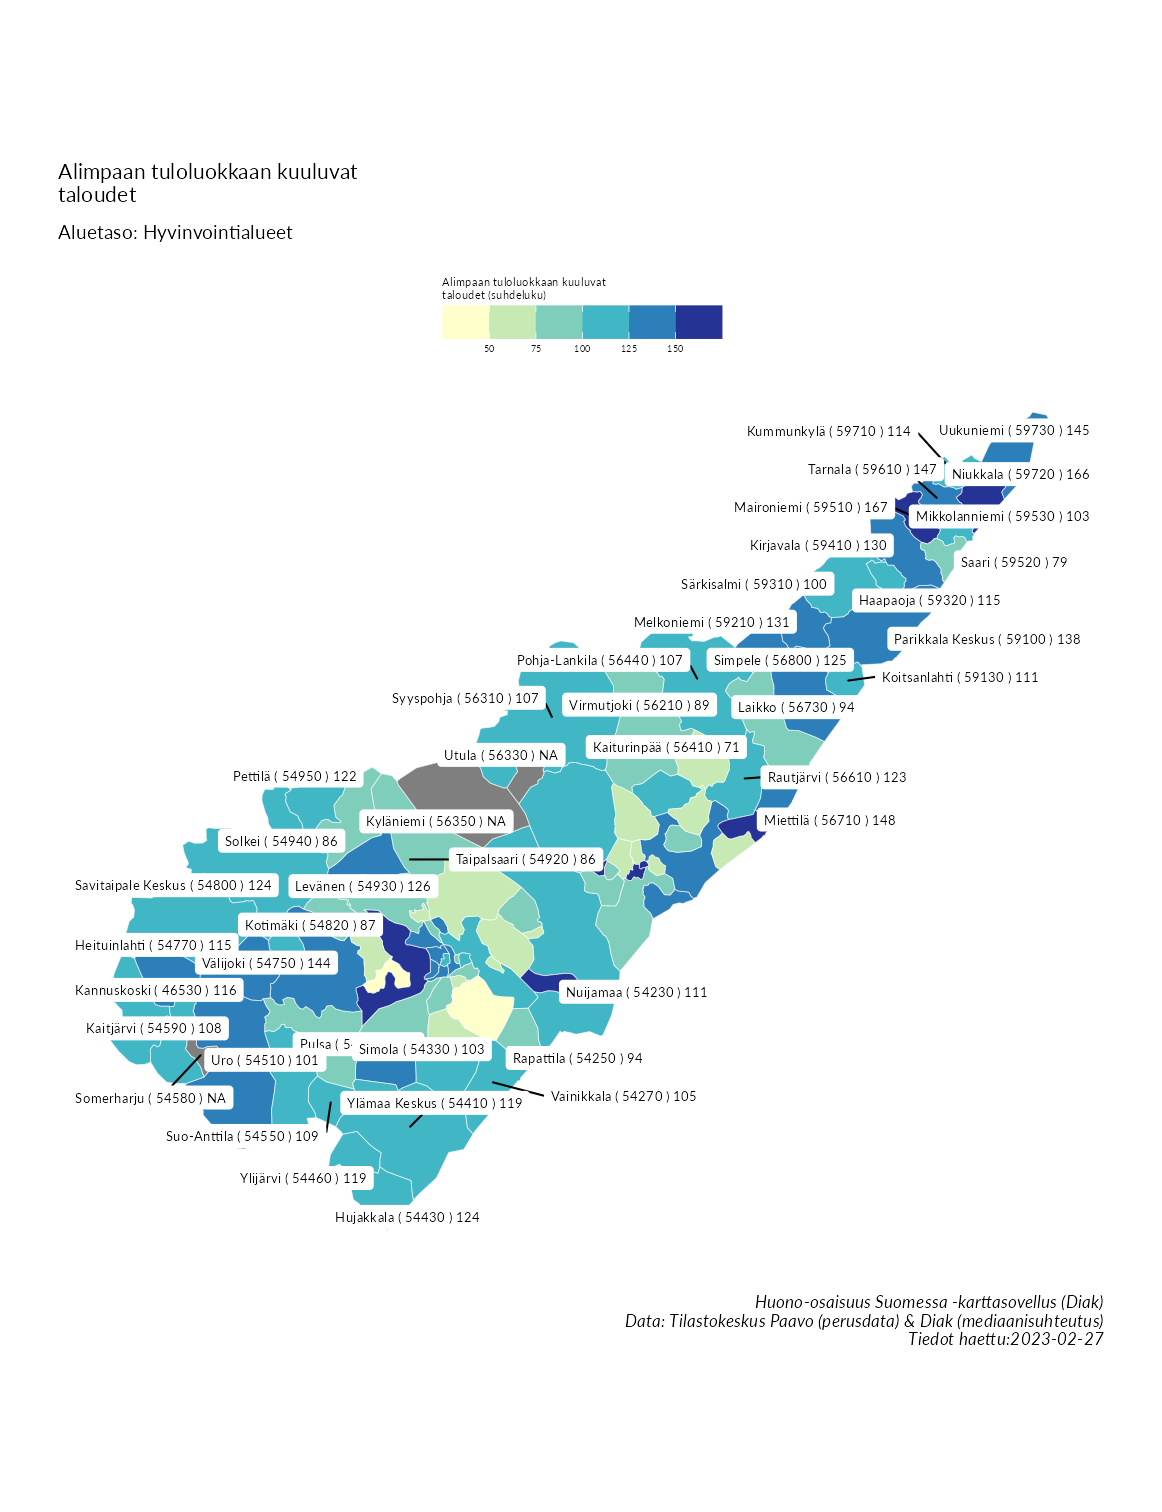 Alimpaan tuloluokkaan kuuluvat
taloudet
Aluetaso: Hyvinvointialueet
Alimpaan tuloluokkaan kuuluvat
taloudet (suhdeluku)
50 75 100 125 150
Kummunkylä ( 59710 ) 114
Uukuniemi ( 59730 ) 145
Tarnala ( 59610 ) 147
Niukkala ( 59720 ) 166
Maironiemi ( 59510 ) 167
Mikkolanniemi ( 59530 ) 103
Kirjavala ( 59410 ) 130
Saari ( 59520 ) 79
Särkisalmi ( 59310 ) 100
Haapaoja ( 59320 ) 115
Melkoniemi ( 59210 ) 131
Parikkala Keskus ( 59100 ) 138
Pohja-Lankila ( 56440 ) 107
Simpele ( 56800 ) 125
Koitsanlahti ( 59130 ) 111
Syyspohja ( 56310 ) 107
Virmutjoki ( 56210 ) 89
Laikko ( 56730 ) 94
Utula ( 56330 ) NA
Kaiturinpää ( 56410 ) 71
Pettilä ( 54950 ) 122
Rautjärvi ( 56610 ) 123
Kyläniemi ( 56350 ) NA
Miettilä ( 56710 ) 148
Solkei ( 54940 ) 86
Taipalsaari ( 54920 ) 86
Savitaipale Keskus ( 54800 ) 124
Levänen ( 54930 ) 126
Kotimäki ( 54820 ) 87
Heituinlahti ( 54770 ) 115
Välijoki ( 54750 ) 144
Kannuskoski ( 46530 ) 116
Nuijamaa ( 54230 ) 111
Kaitjärvi ( 54590 ) 108
Pulsa ( 5
Simola ( 54330 ) 103
Uro ( 54510 ) 101
Rapattila ( 54250 ) 94
Somerharju ( 54580 ) NA
Ylämaa Keskus ( 54410 ) 119
Vainikkala ( 54270 ) 105
Suo-Anttila ( 54550 ) 109
Ylijärvi ( 54460 ) 119
Hujakkala ( 54430 ) 124
Huono-osaisuus Suomessa -karttasovellus (Diak)
Data: Tilastokeskus Paavo (perusdata) & Diak (mediaanisuhteutus)
Tiedot haettu:2023-02-27